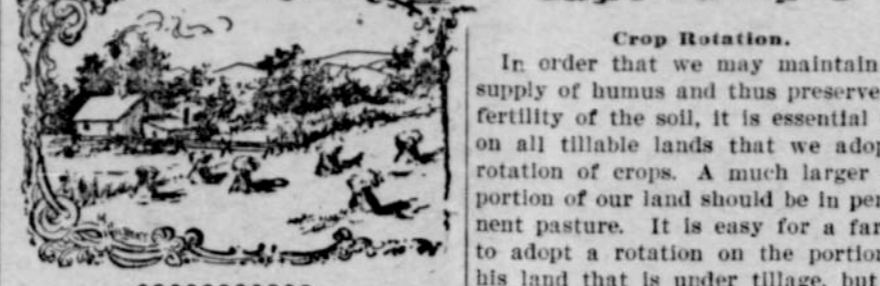 Crop Rotation.
In order that we may maintain
supply of humus and thus preserve
fertility of the soil, it is essential
on all tillable lands that we adop
rotation of crops. A much larger
portion of our land should be in per
nent pasture. It is easy for a far
to adopt a rotation on the portion
his land that is under tillage, but